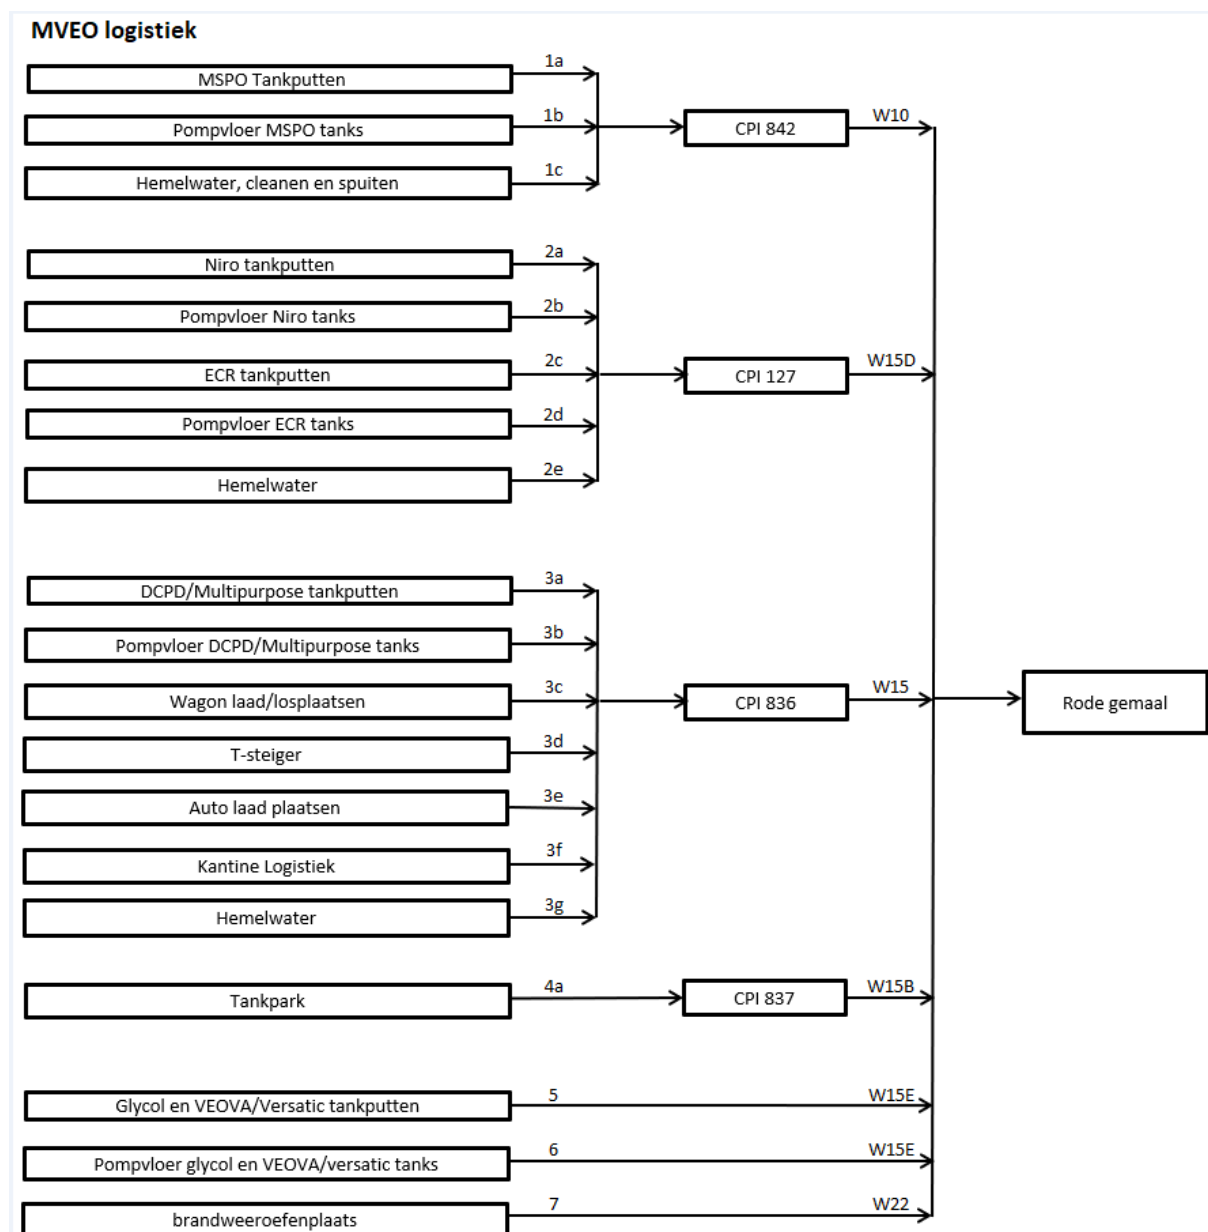 MVEO logistiek
MSPO Tankputten
1a
Pompvloer MSPO tanks
1b
CPI 842
W10
Hemelwater, cleanen en spuiten
1c
Niro tankputten
2a
Pompvloer Niro tanks
2b
ECR tankputten
2c
CPI 127
W15D
Pompvloer ECR tanks
2d
Hemelwater
2e
DCPD/Multipurpose tankputten
3a
Pompvloer DCPD/Multipurpose tanks
3b
Wagon laad/losplaatsen
3c
CPI 836
W15
Rode gemaal
T-steiger
3d
Auto laad plaatsen
3e
Kantine Logistiek
3f
Hemelwater
3g
Tankpark
4a
CPI 837
W15B
Glycol en VEOVA/Versatic tankputten
5
W15E
Pompvloer glycol en VEOVA/versatic tanks
6
W15E
brandweeroefenplaats
7
W22